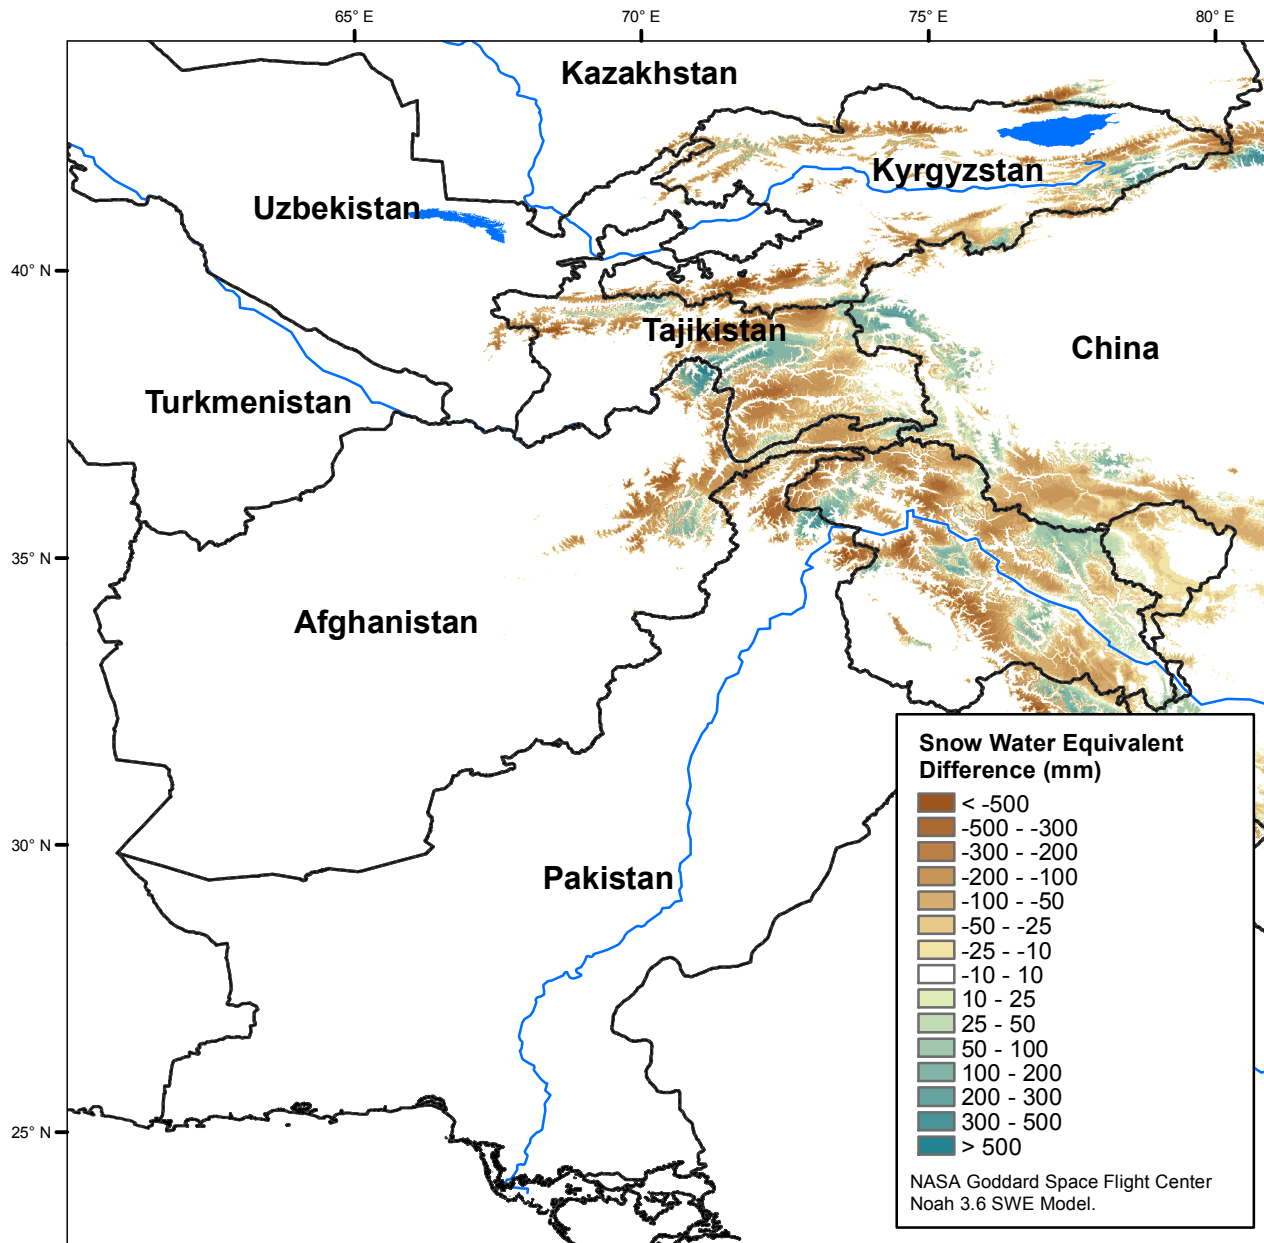 65° E
70° E
75° E
80° E
Kazakhstan
Kyrgyzstan
Uzbekistan
40° N
Tajikistan
China
Turkmenistan
35° N
Afghanistan
Snow Water Equivalent
Difference (mm)
< -500
-500 - -300
-300 - -200
-200 - -100
-100 - -50
-50 - -25
-25 - -10
-10 - 10
10 - 25
25 - 50
50 - 100
100 - 200
200 - 300
300 - 500
> 500
NASA Goddard Space Flight Center
Noah 3.6 SWE Model.
30° N
Pakistan
25° N